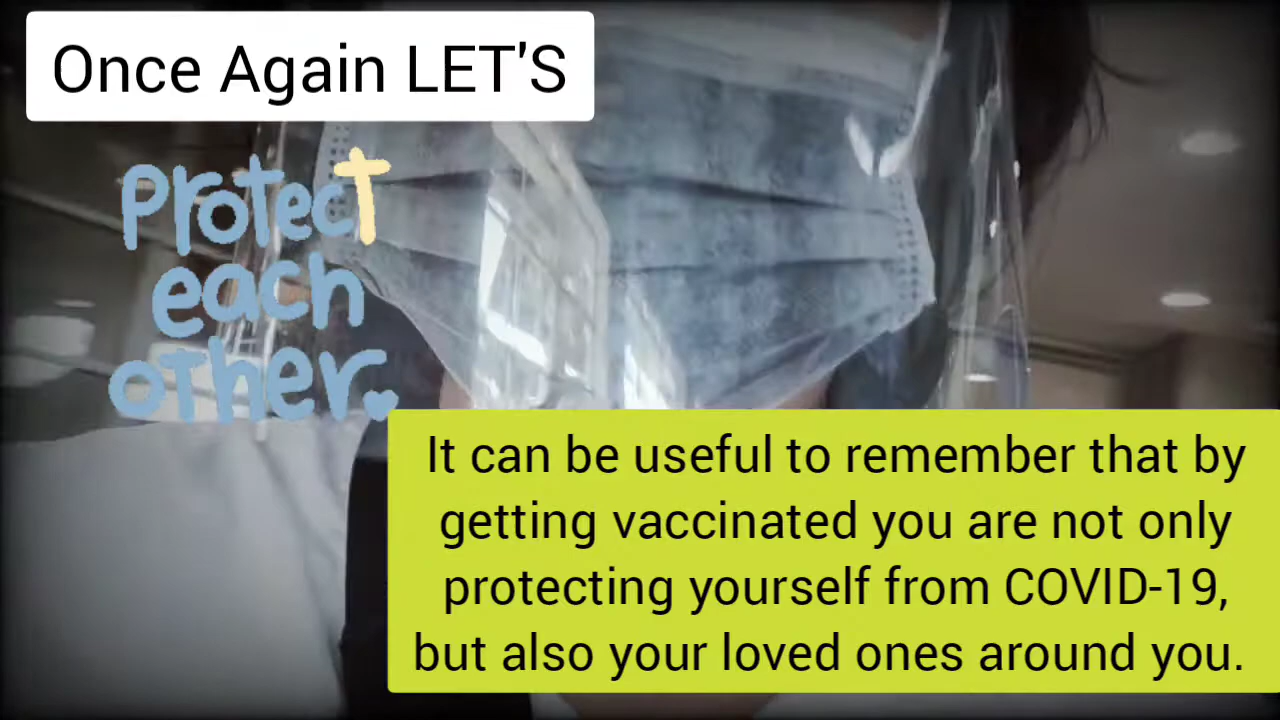 Once Again LET'S
Protect
each
other.
It can be useful to remember that by
getting vaccinated you are not only
protecting yourself from COVID-19,
but also your loved ones around you.